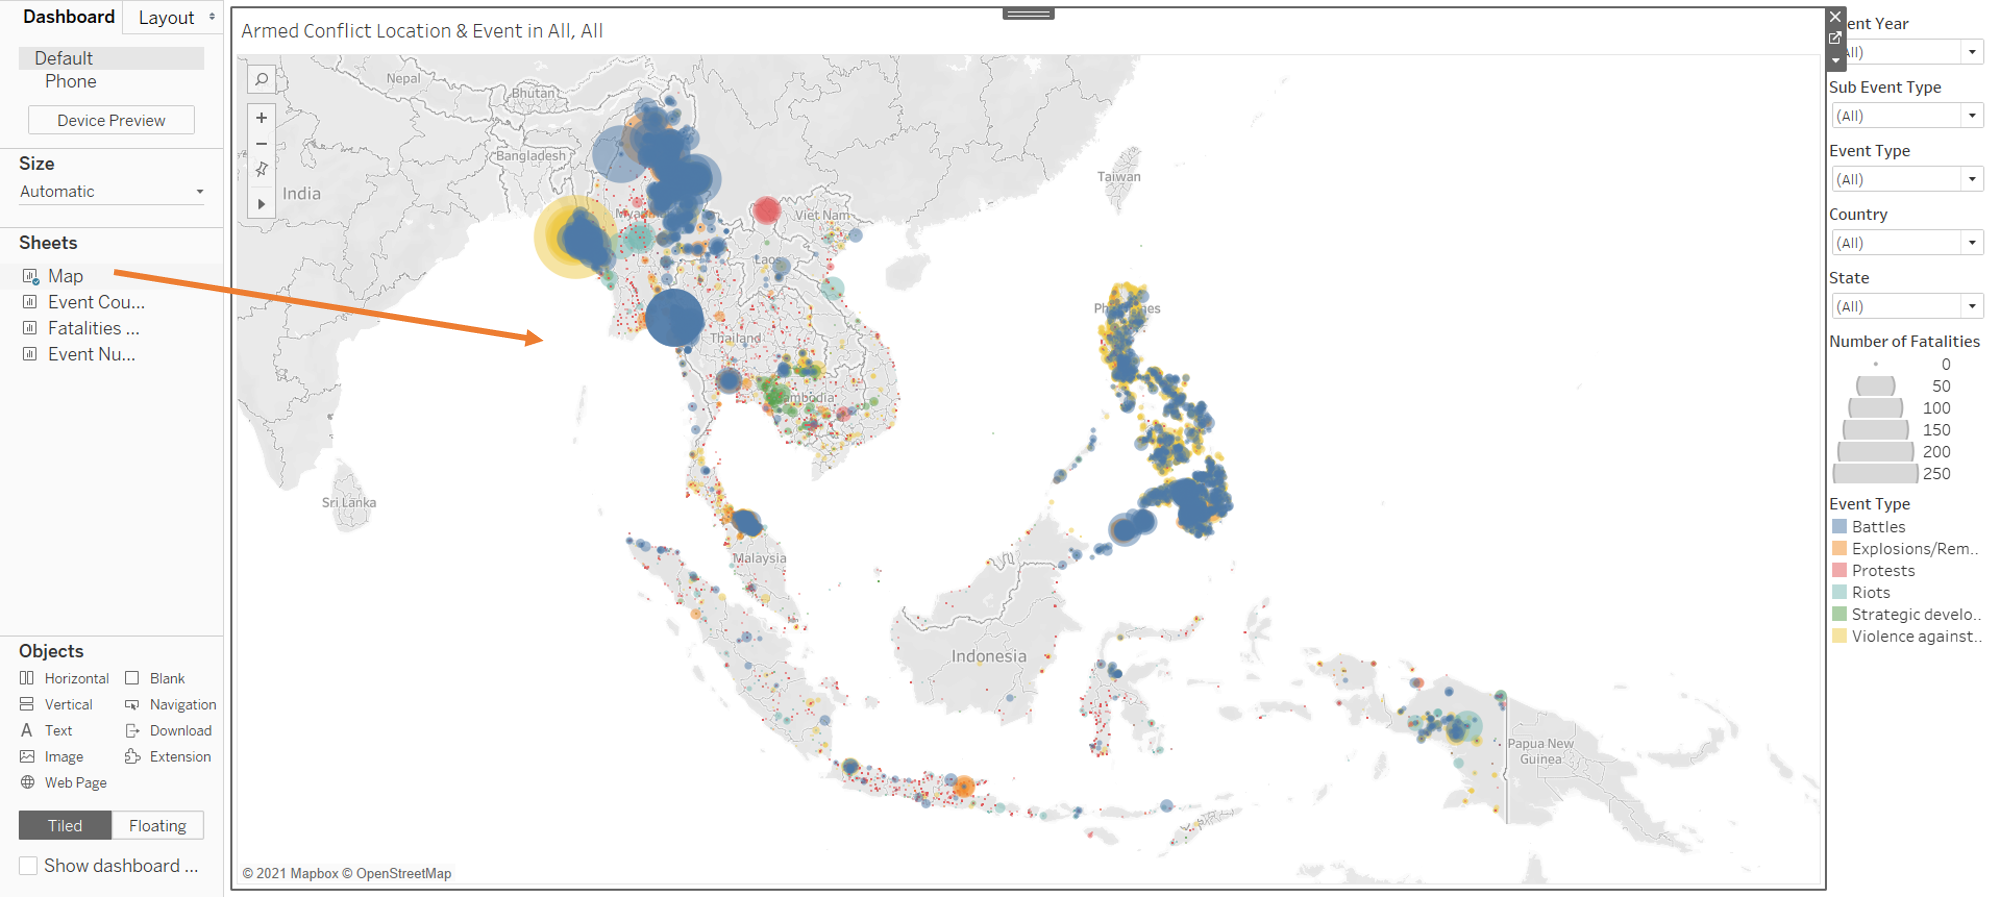 Dashboard
Layout
Default
Phone
Device Preview
Size
Automatic
Sheets
Map
Event Cou...
Fatalities ...
Event Nu...
Objects
Horizontal
Blank
Vertical
Navigation
Text
Download
Image
Extension
Web Page
Tiled
Floating
Show dashboard ...
Armed Conflict Location & Event in All, All
Nepal
Bhutan
Bangladesh
India
Taiwan
Viet Nam
Laos
Thailand
Sri Lanka
Malaysia
Indonesia
Papua New
Guinea
© 2021 Mapbox © OpenStreetMap
Year
(All)
Sub Event Type
(All)
Event Type
(All)
Country
(All)
State
(All)
Number of Fatalities
0
50
100
150
200
250
Event Type
Battles
Explosions/Rem..
Protests
Riots
Strategic develo..
Violence against..